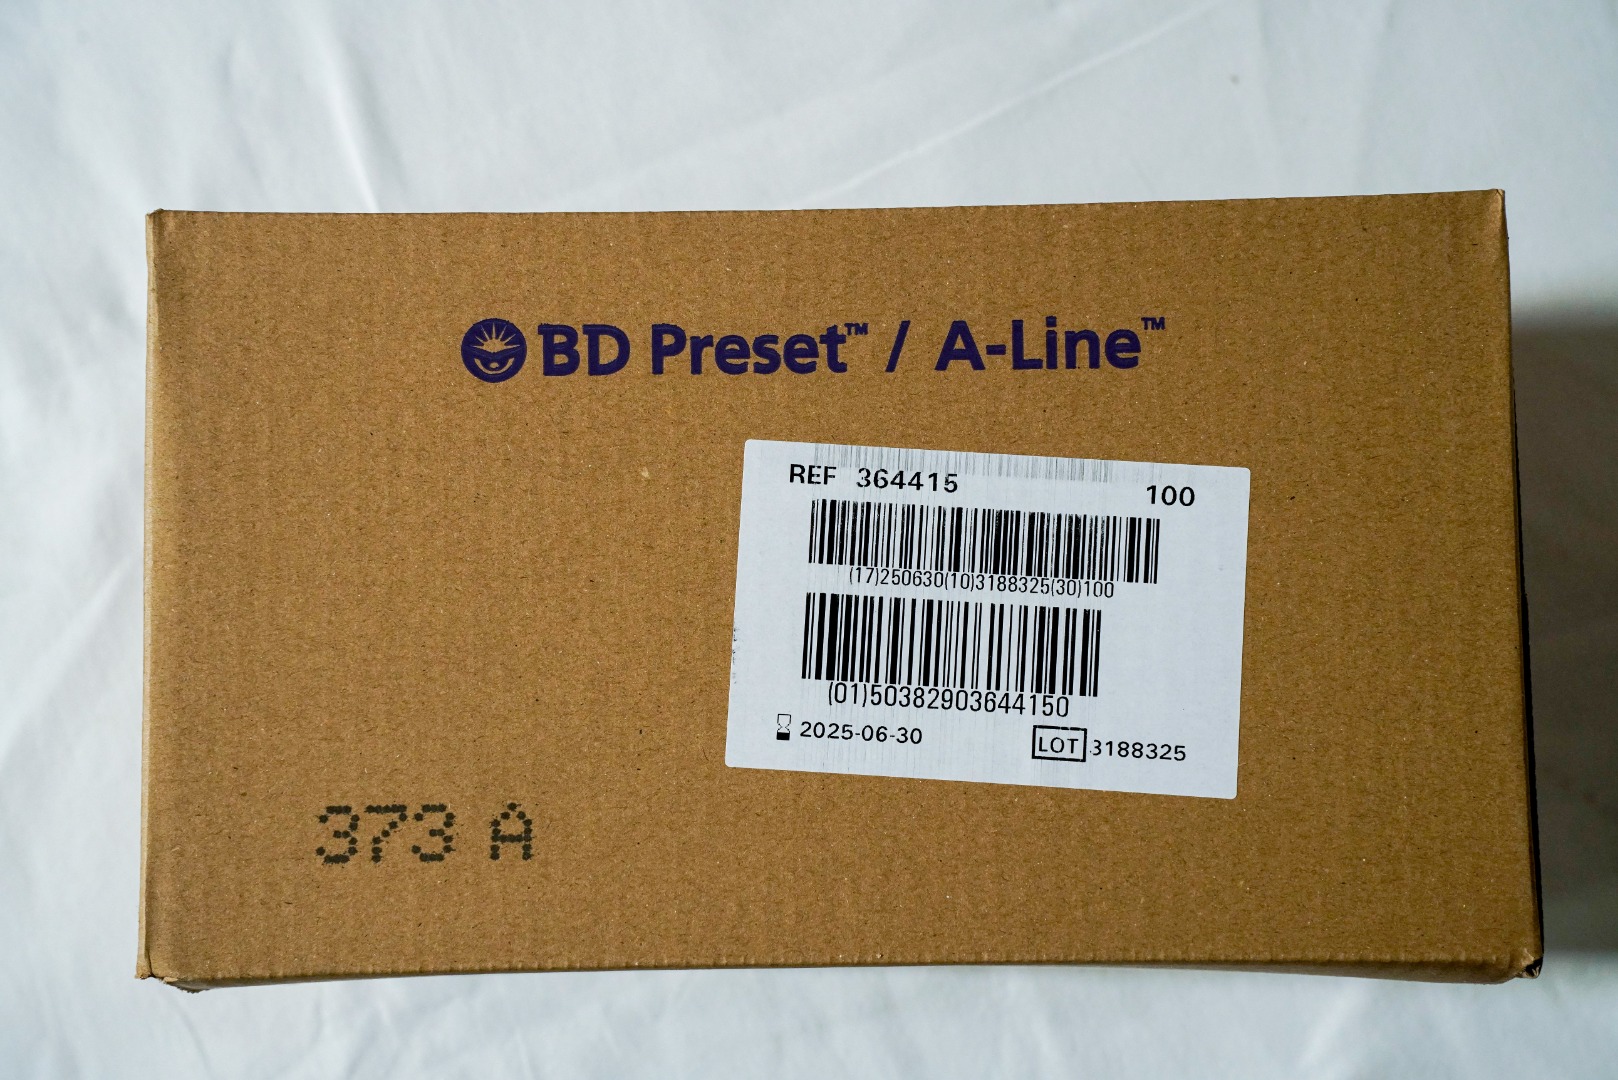 BD Preset™ / A-Line™
REF 364415 100
(17)250630(10)3188325(30)100
(01)50382903644150
2025-06-30 LOT 3188325
373 A